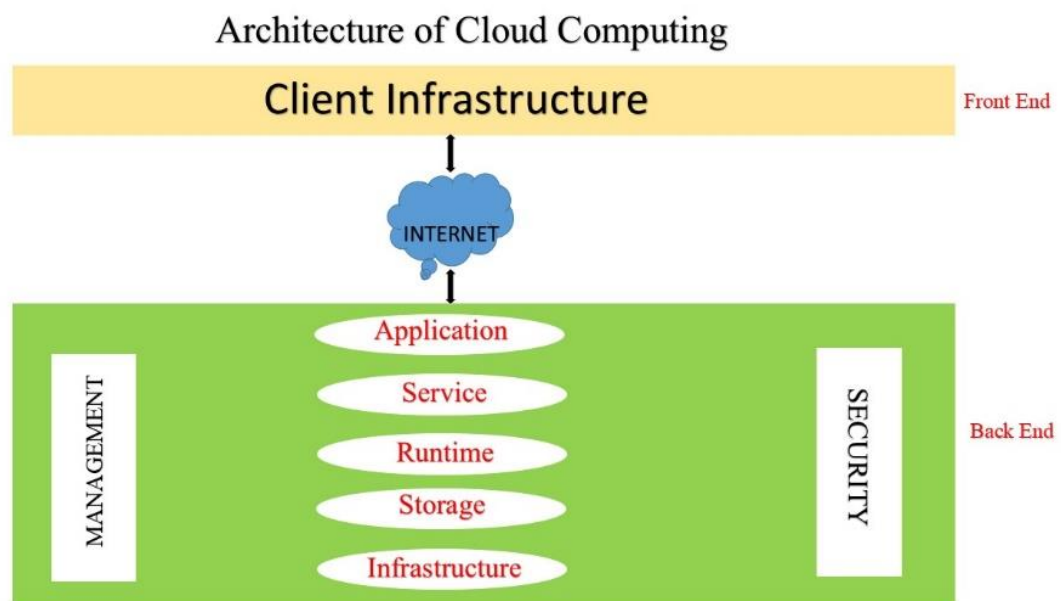 Architecture of Cloud Computing
Client Infrastructure
Front End
INTERNET
Application
Service
Runtime
Storage
Infrastructure
MANAGEMENT
SECURITY
Back End